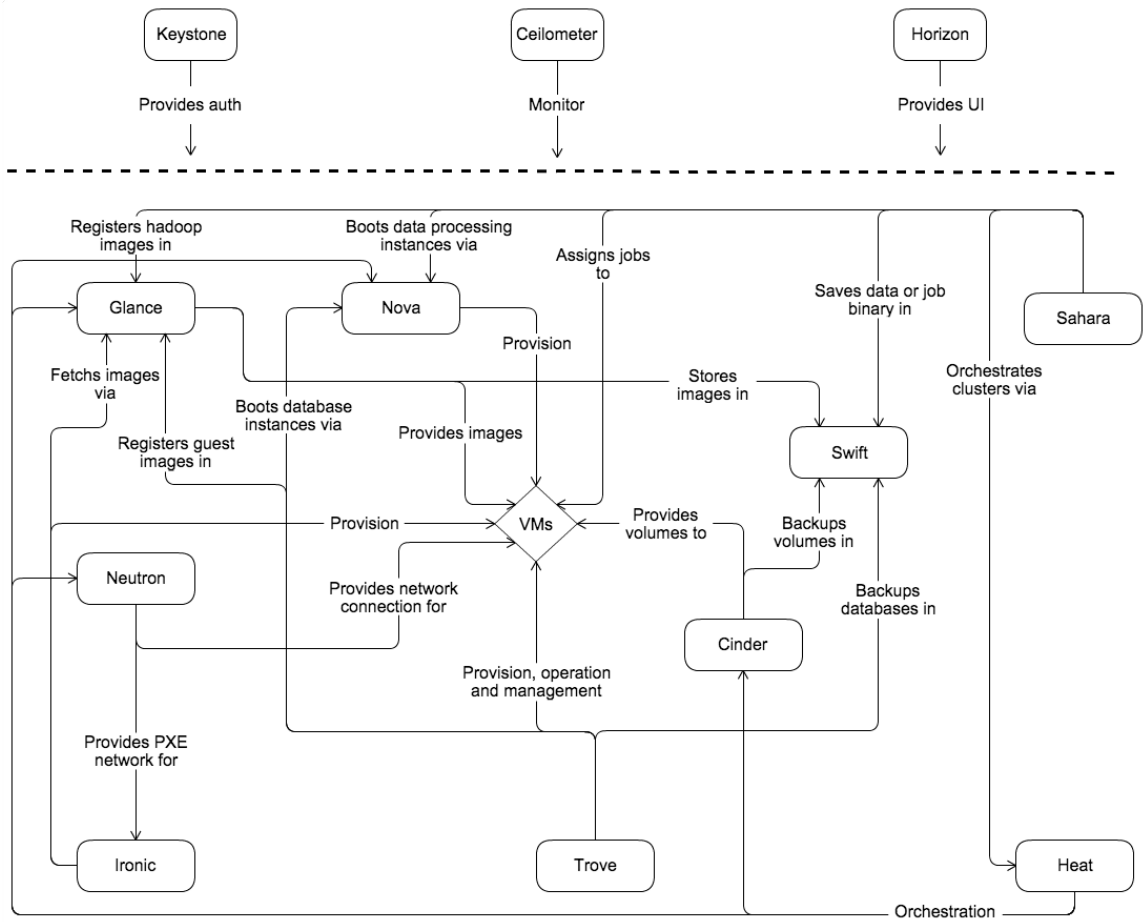 Keystone
Ceilometer
Horizon
Provides auth
Monitor
Provides UI
Registers hadoop
images in
Boots data processing
instances via
Assigns jobs
to
Saves data or job
binary in
Glance
Nova
Sahara
Provision
Fetchs images
via
Stores
images in
Orchestrates
clusters via
Boots database
instances via
Registers guest
images in
Provides images
Swift
Provision
VMs
Provides
volumes to
Backups
volumes in
Neutron
Provides network
connection for
Backups
databases in
Cinder
Provision, operation
and management
Provides PXE
network for
Ironic
Trove
Heat
Orchestration